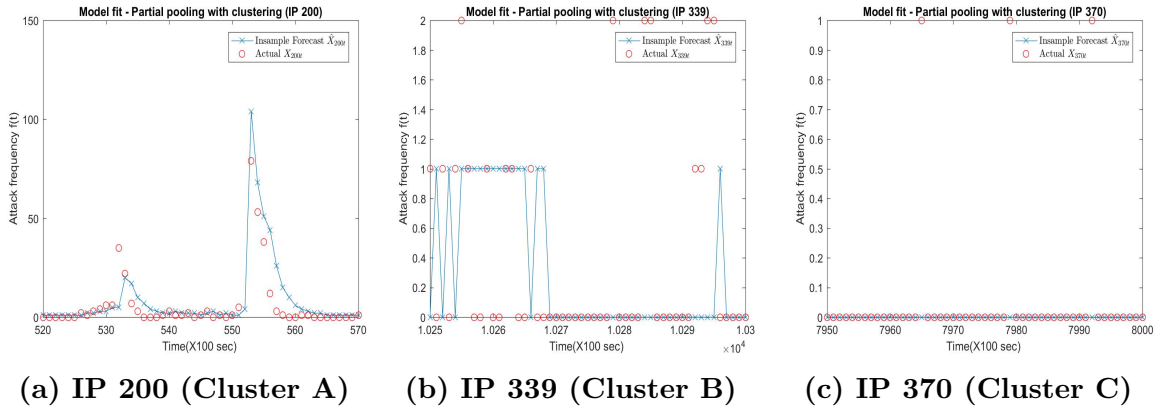 Model fit - Partial pooling with clustering (IP 200)
Insample Forecast X̂200t
Actual X200t
Attack frequency f(t)
150
100
50
0
520
530
540
550
560
570
Time(X100 sec)
(a) IP 200 (Cluster A)
Model fit - Partial pooling with clustering (IP 339)
Insample Forecast X̂339t
Actual X339t
Attack frequency f(t)
2
1.8
1.6
1.4
1.2
1
0.8
0.6
0.4
0.2
0
1.025
1.026
1.027
1.028
1.029
1.03
×10⁴
Time(X100 sec)
(b) IP 339 (Cluster B)
Model fit - Partial pooling with clustering (IP 370)
Insample Forecast X̂370t
Actual X370t
Attack frequency f(t)
1
0.9
0.8
0.7
0.6
0.5
0.4
0.3
0.2
0.1
0
7950
7960
7970
7980
7990
8000
Time(X100 sec)
(c) IP 370 (Cluster C)